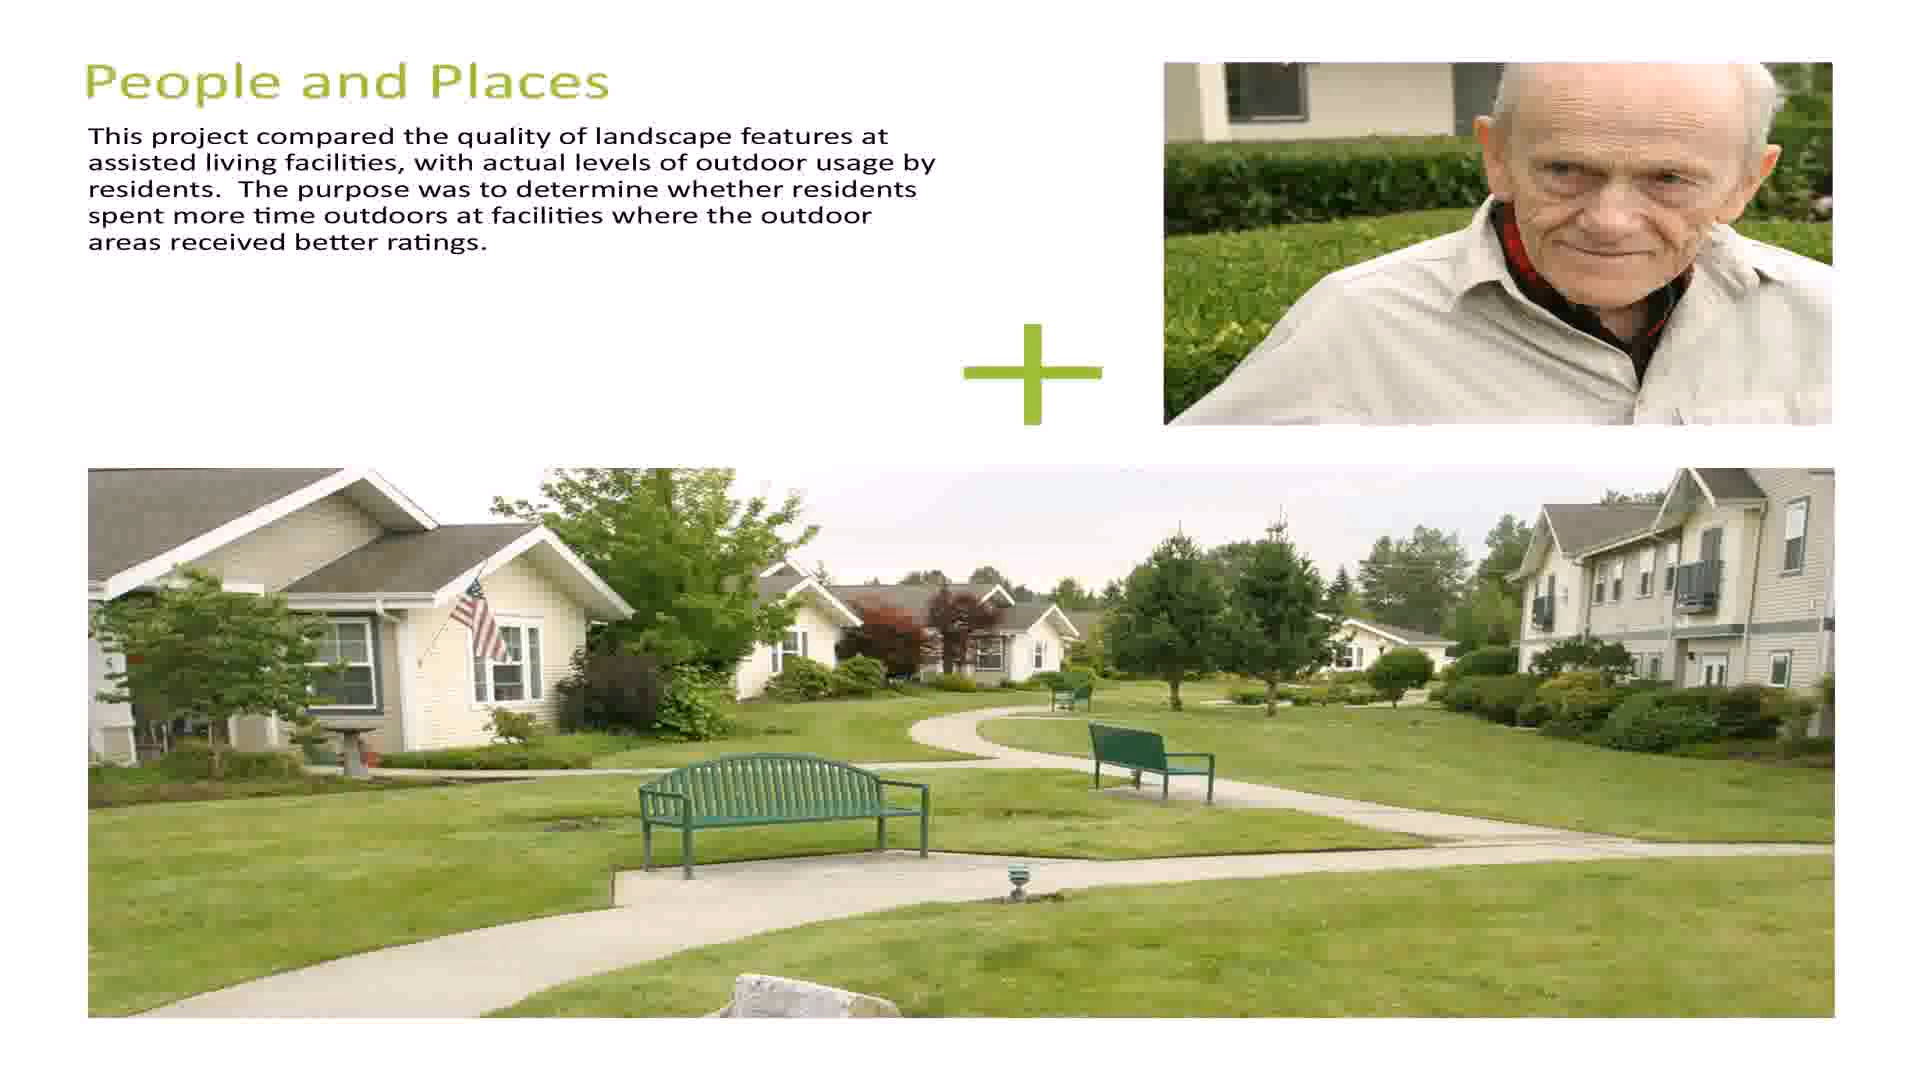 People and Places
This project compared the quality of landscape features at
assisted living facilities, with actual levels of outdoor usage by
residents.  The purpose was to determine whether residents
spent more time outdoors at facilities where the outdoor
areas received better ratings.
5